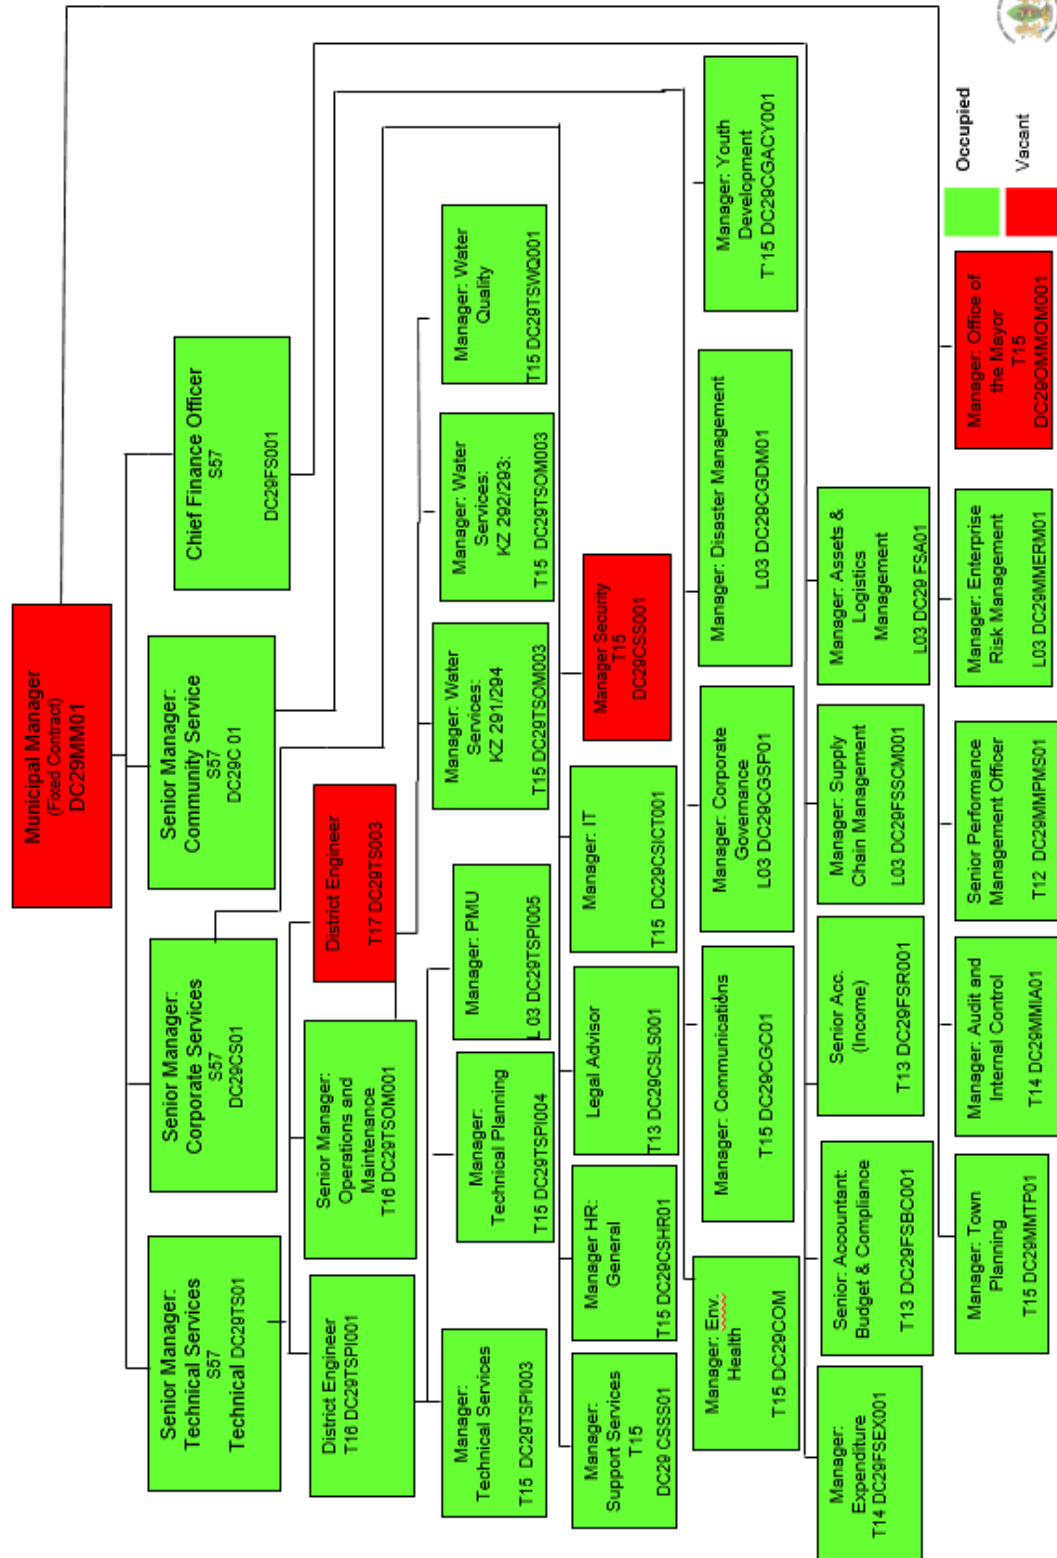 Municipal Manager
(Fixed Contract)
DC29MM01
Senior Manager:
Technical Services
S57
Technical DC29TS01
Senior Manager:
Corporate Services
S57
DC29CS01
Senior Manager:
Community Service
S57
DC29C 01
Chief Finance Officer
S57
DC29FS001
District Engineer
T16 DC29TSPI001
Senior Manager:
Operations and
Maintenance
T16 DC29TSOM001
District Engineer
T17 DC29TS003
Manager:
Technical Services
T15 DC29TSPI003
Manager:
Technical Planning
T15 DC29TSPI004
Manager: PMU
L 03 DC29TSPI005
Manager: Water
Services:
KZ 291/294
T15 DC29TSOM003
Manager: Water
Services:
KZ 292/293:
T15 DC29TSOM003
Manager: Water
Quality
T15 DC29TSWQ001
Manager:
Support Services
T15
DC29 CSSS01
Manager HR:
General
T15 DC29CSHR01
Legal Advisor
T13 DC29CSLS001
Manager: IT
T15 DC29CSICT001
Manager Security
T15
DC29CSS001
Manager: Env.
Health
T15 DC29COM
Manager: Communications
T15 DC29CGC01
Manager: Corporate
Governance
L03 DC29CGSP01
Manager: Disaster Management
L03 DC29CGDM01
Manager: Youth
Development
T'15 DC29CGACY001
Manager:
Expenditure
T14 DC29FSEX001
Senior: Accountant:
Budget & Compliance
T13 DC29FSBC001
Senior Acc.
(Income)
T13 DC29FSR001
Manager: Supply
Chain Management
L03 DC29FSSCM001
Manager: Assets &
Logistics
Management
L03 DC29 FSA01
Manager: Town
Planning
T15 DC29MMTP01
Manager: Audit and
Internal Control
T14 DC29MMIA01
Senior Performance
Management Officer
T12 DC29MMPMS01
Manager: Enterprise
Risk Management
L03 DC29MMERM01
Manager: Office of
the Mayor
T15
DC29OMMOM001
Occupied
Vacant